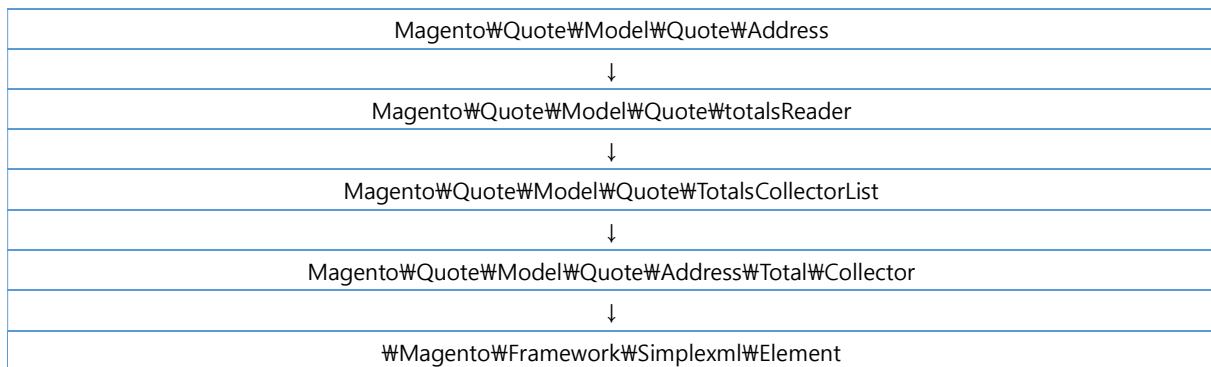 Magento₩Quote₩Model₩Quote₩Address
↓
Magento₩Quote₩Model₩Quote₩totalsReader
↓
Magento₩Quote₩Model₩Quote₩TotalsCollectorList
↓
Magento₩Quote₩Model₩Quote₩Address₩Total₩Collector
↓
₩Magento₩Framework₩Simplexml₩Element